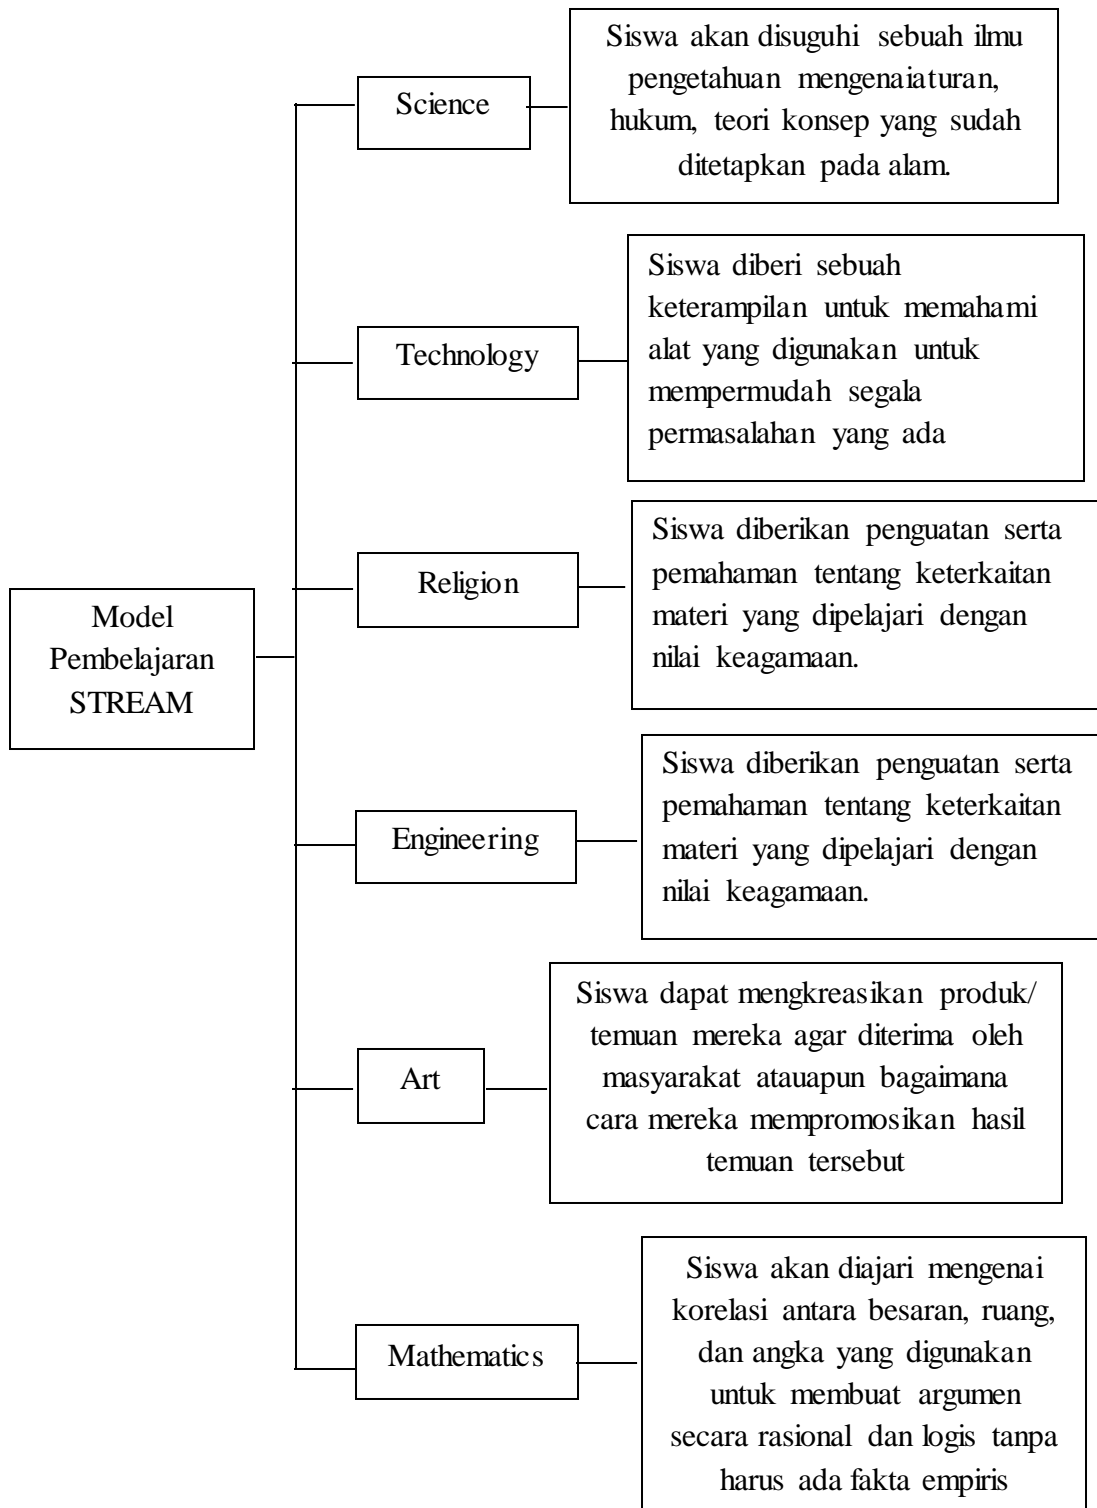 Model
Pembelajaran
STREAM
Science
Siswa akan disuguhi sebuah ilmu
pengetahuan mengenaiaturan,
hukum, teori konsep yang sudah
ditetapkan pada alam.
Technology
Siswa diberi sebuah
keterampilan untuk memahami
alat yang digunakan untuk
mempermudah segala
permasalahan yang ada
Religion
Siswa diberikan penguatan serta
pemahaman tentang keterkaitan
materi yang dipelajari dengan
nilai keagamaan.
Engineering
Siswa diberikan penguatan serta
pemahaman tentang keterkaitan
materi yang dipelajari dengan
nilai keagamaan.
Art
Siswa dapat mengkreasikan produk/
temuan mereka agar diterima oleh
masyarakat atauapun bagaimana
cara mereka mempromosikan hasil
temuan tersebut
Mathematics
Siswa akan diajari mengenai
korelasi antara besaran, ruang,
dan angka yang digunakan
untuk membuat argumen
secara rasional dan logis tanpa
harus ada fakta empiris